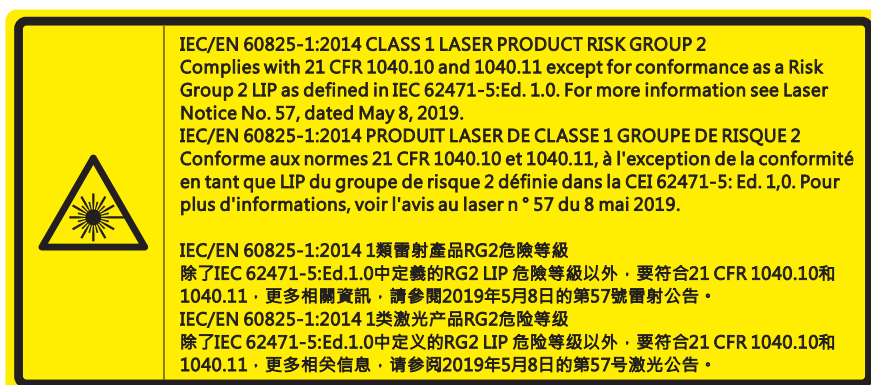 IEC/EN 60825-1:2014 CLASS 1 LASER PRODUCT RISK GROUP 2
Complies with 21 CFR 1040.10 and 1040.11 except for conformance as a Risk
Group 2 LIP as defined in IEC 62471-5:Ed. 1.0. For more information see Laser
Notice No. 57, dated May 8, 2019.
IEC/EN 60825-1:2014 PRODUIT LASER DE CLASSE 1 GROUPE DE RISQUE 2
Conforme aux normes 21 CFR 1040.10 et 1040.11, à l'exception de la conformité
en tant que LIP du groupe de risque 2 définie dans la CEI 62471-5: Ed. 1,0. Pour
plus d'informations, voir l'avis au laser n ° 57 du 8 mai 2019.
IEC/EN 60825-1:2014 1類雷射產品RG2危險等級
除了IEC 62471-5:Ed.1.0中定義的RG2 LIP 危險等級以外，要符合21 CFR 1040.10和
1040.11，更多相關資訊，請參閱2019年5月8日的第57號雷射公告。
IEC/EN 60825-1:2014 1类激光产品RG2危险等级
除了IEC 62471-5:Ed.1.0中定义的RG2 LIP 危险等级以外，要符合21 CFR 1040.10和
1040.11，更多相关信息，请参阅2019年5月8日的第57号激光公告。